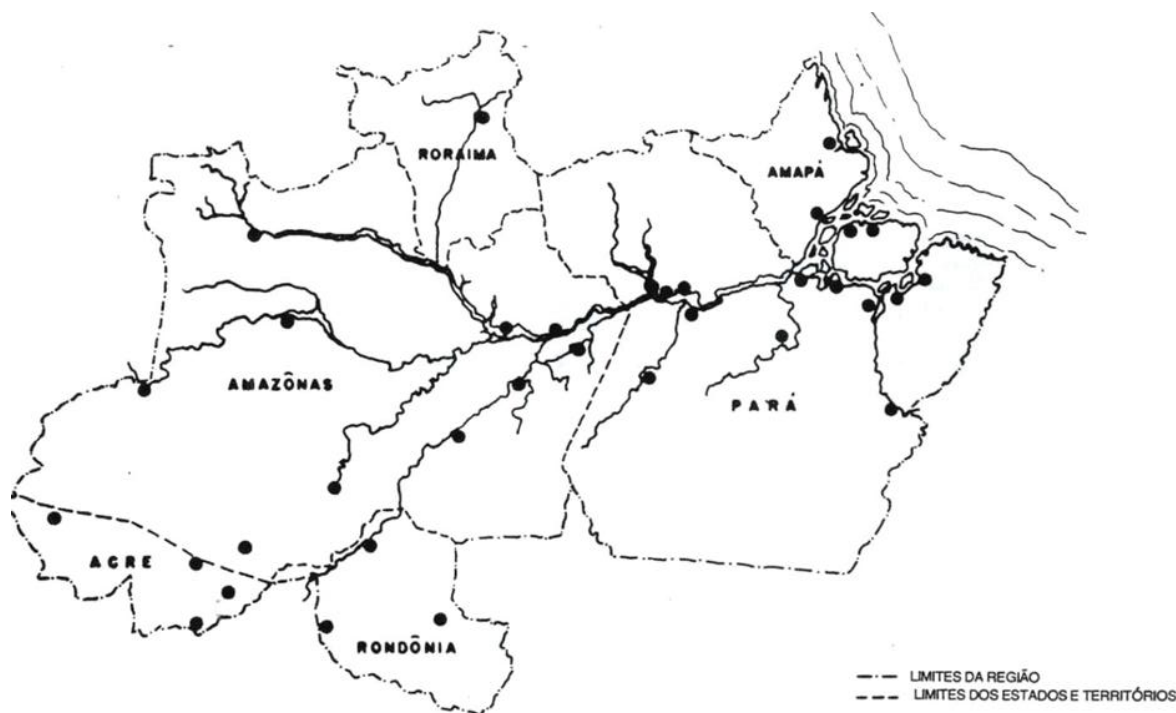 RORAIMA
AMAPÁ
AMAZÔNAS
PARÁ
ACRE
RONDÔNIA
LIMITES DA REGIÃO
LIMITES DOS ESTADOS E TERRITÓRIOS